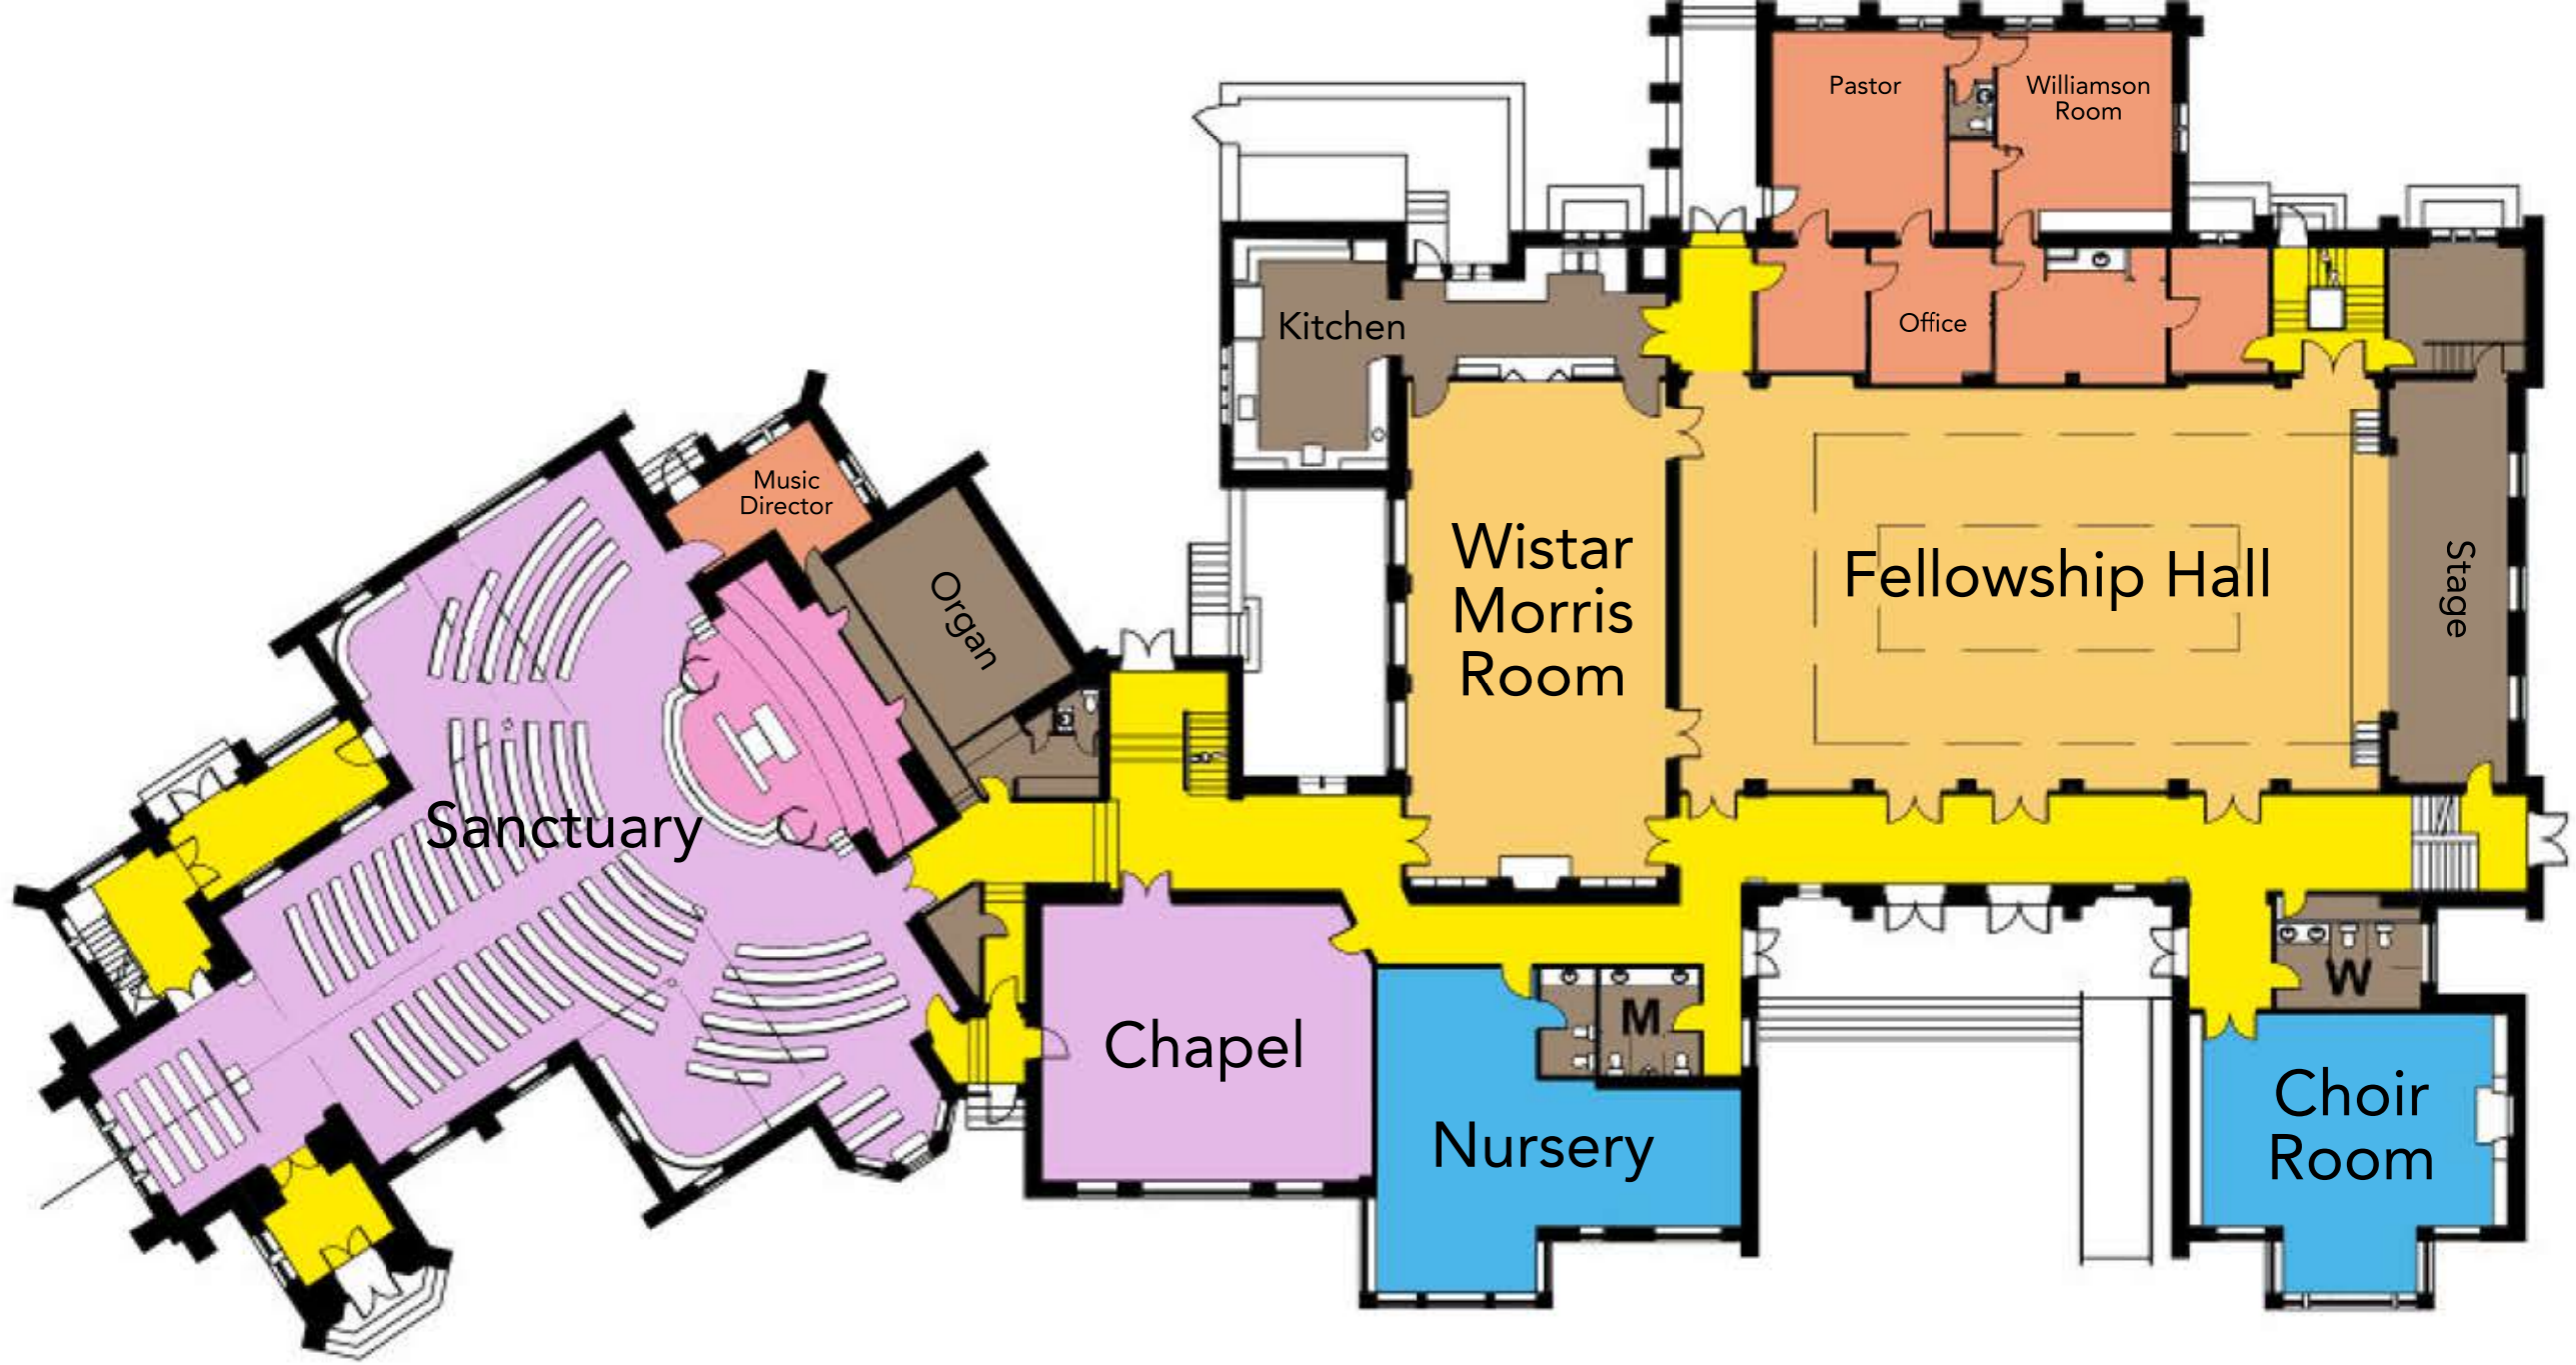 Pastor
Williamson
Room
Kitchen
Office
Music
Director
Organ
Wistar
Morris
Room
Fellowship Hall
Stage
Sanctuary
Chapel
M
W
Nursery
Choir
Room